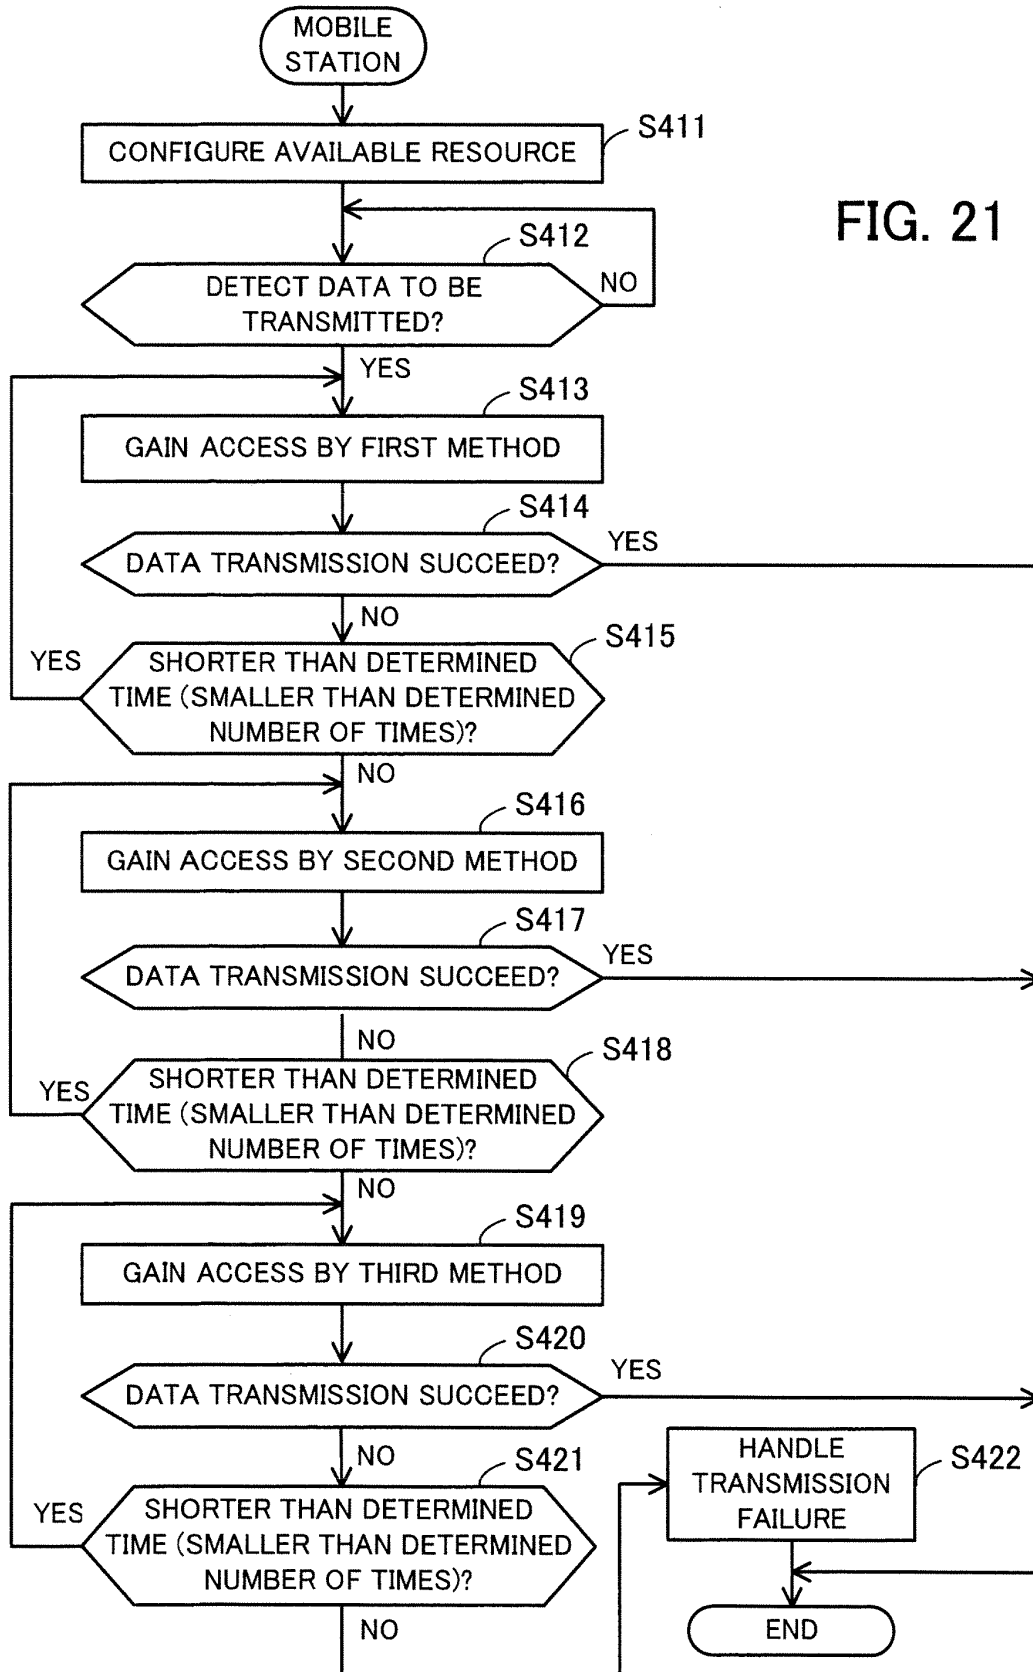 MOBILE
STATION
S411
CONFIGURE AVAILABLE RESOURCE
FIG. 21
S412
DETECT DATA TO BE
TRANSMITTED?
NO
YES
S413
GAIN ACCESS BY FIRST METHOD
S414
DATA TRANSMISSION SUCCEED?
YES
NO
S415
YES
SHORTER THAN DETERMINED
TIME (SMALLER THAN DETERMINED
NUMBER OF TIMES)?
NO
S416
GAIN ACCESS BY SECOND METHOD
S417
DATA TRANSMISSION SUCCEED?
YES
NO
S418
YES
SHORTER THAN DETERMINED
TIME (SMALLER THAN DETERMINED
NUMBER OF TIMES)?
NO
S419
GAIN ACCESS BY THIRD METHOD
S420
DATA TRANSMISSION SUCCEED?
YES
NO
S421
YES
SHORTER THAN DETERMINED
TIME (SMALLER THAN DETERMINED
NUMBER OF TIMES)?
NO
HANDLE
TRANSMISSION
FAILURE
S422
END